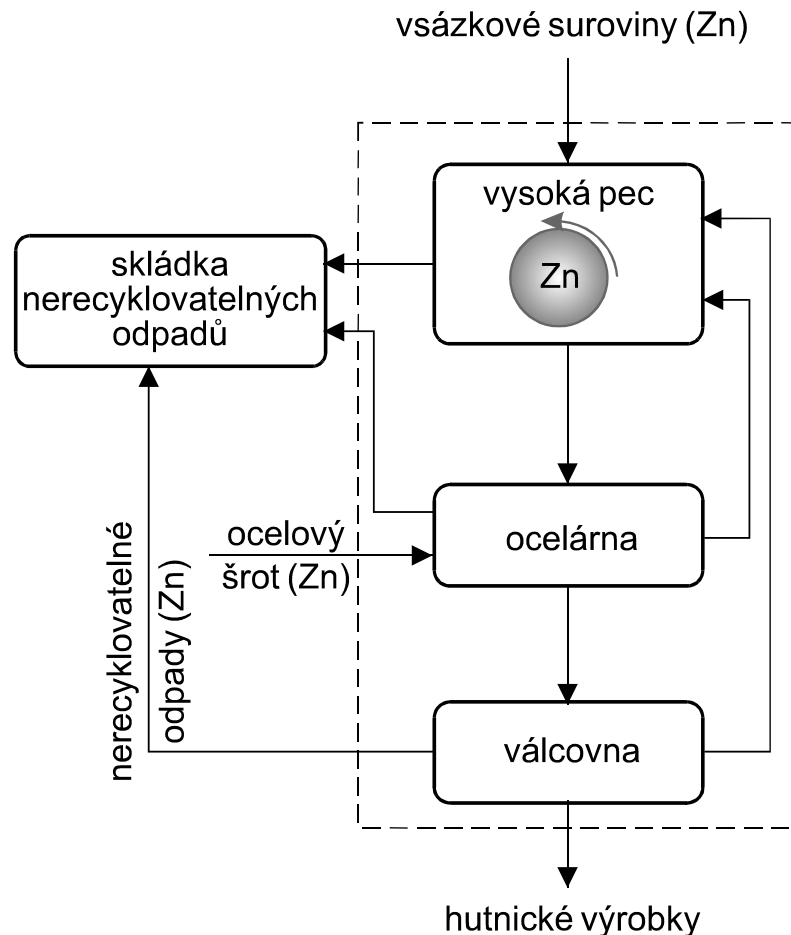 vsázkové suroviny (Zn)
vysoká pec
Zn
skládka
nerecyklovatelných
odpadů
ocelárna
ocelový
šrot (Zn)
nerecyklovatelné
odpady (Zn)
válcovna
hutnické výrobky